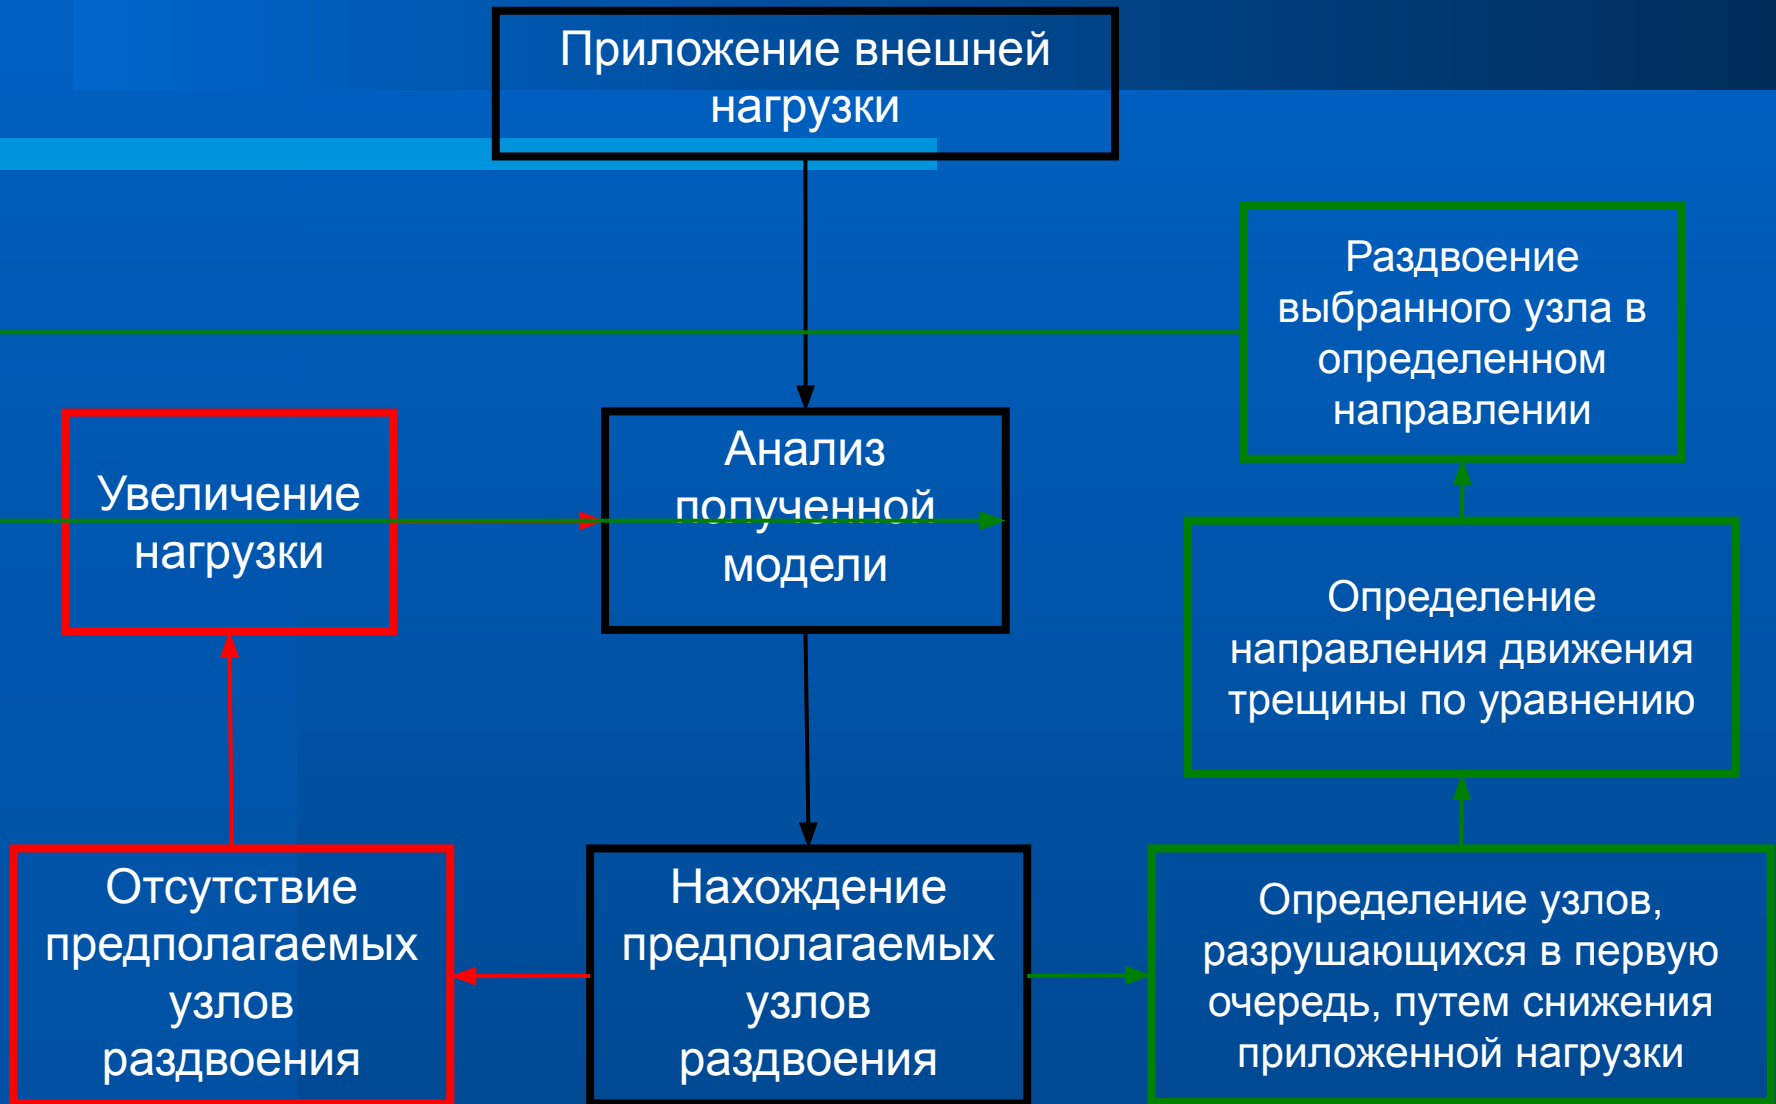 Приложение внешней
нагрузки
Раздвоение
выбранного узла в
определенном
направлении
Увеличение
нагрузки
Анализ
полученной
модели
Определение
направления движения
трещины по уравнению
Отсутствие
предполагаемых
узлов
раздвоения
Нахождение
предполагаемых
узлов
раздвоения
Определение узлов,
разрушающихся в первую
очередь, путем снижения
приложенной нагрузки